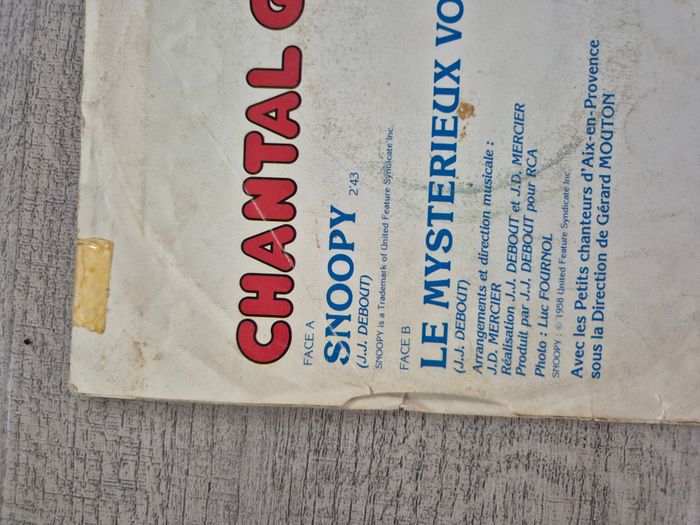 CHANTAL G
FACE A
SNOOPY 2'43
(J.J. DEBOUT)
SNOOPY is a Trademark of United Feature Syndicate Inc.
FACE B
LE MYSTERIEUX VO
(J.J. DEBOUT)
Arrangements et direction musicale :
J.D. MERCIER
Réalisation J.J. DEBOUT et J.D. MERCIER
Produit par J.J. DEBOUT pour RCA
Photo : Luc FOURNOL
SNOOPY : © 1958 United Feature Syndicate Inc.
Avec les Petits chanteurs d'Aix-en-Provence
sous la Direction de Gérard MOUTON